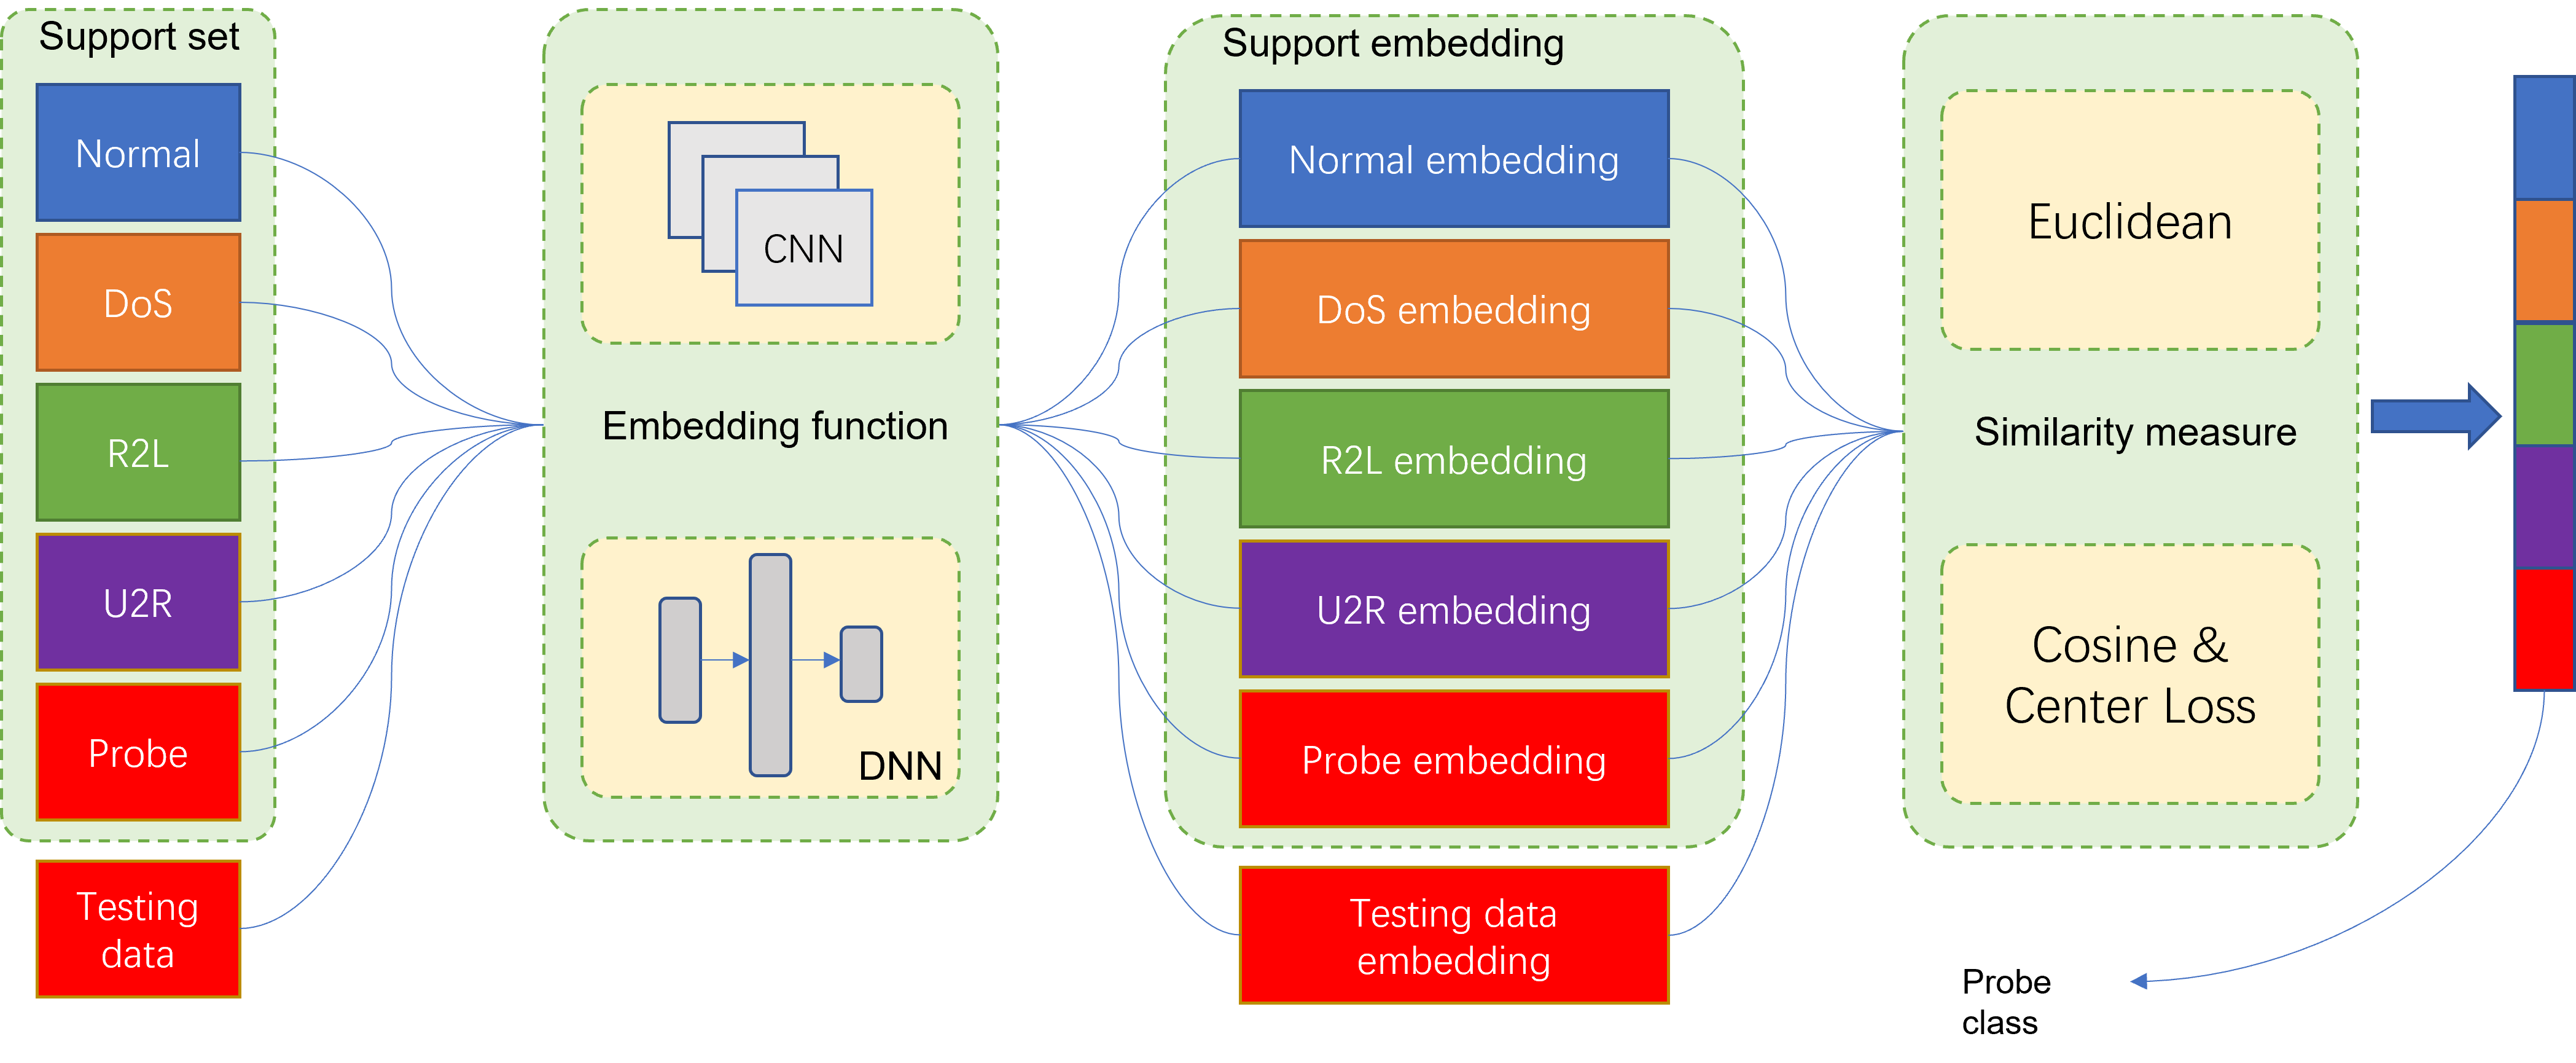 Support set
Normal
DoS
R2L
U2R
Probe
Testing
data
CNN
Embedding function
DNN
Support embedding
Normal embedding
DoS embedding
R2L embedding
U2R embedding
Probe embedding
Testing data
embedding
Euclidean
Similarity measure
Cosine &
Center Loss
Probe
class